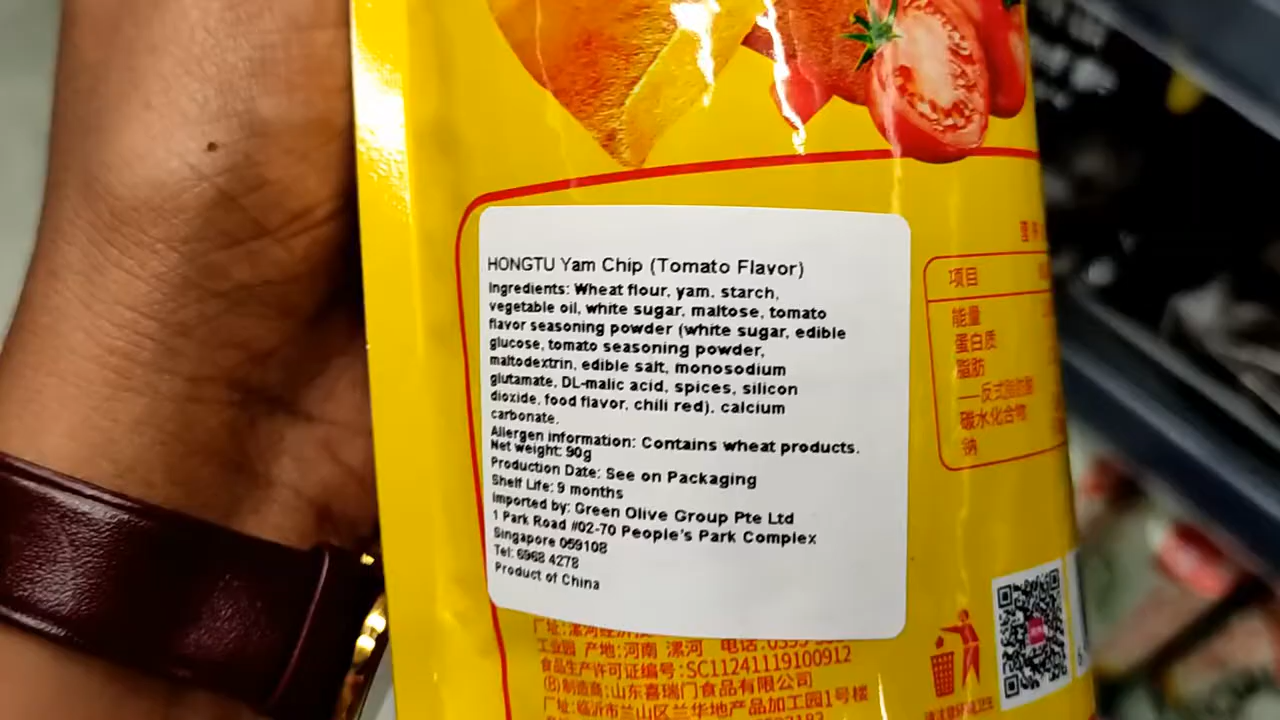 HONGTU Yam Chip (Tomato Flavor)
Ingredients: Wheat flour, yam, starch,
vegetable oil, white sugar, maltose, tomato
flavor seasoning powder (white sugar, edible
glucose, tomato seasoning powder,
maltodextrin, edible salt, monosodium
glutamate, DL-malic acid, spices, silicon
dioxide, food flavor, chili red), calcium
carbonate.
Allergen information: Contains wheat products.
Net weight: 90g
Production Date: See on Packaging
Shelf Life: 9 months
Imported by: Green Olive Group Pte Ltd
1 Park Road #02-70 People's Park Complex
Singapore 059108
Tel: 6968 4278
Product of China
项目
能量
蛋白质
脂肪
碳水化合物
钠
工业园 产地:河南 漯河 电话:
食品生产许可证编号:SC11241119100912
(B)制造商:山东喜瑞门食品有限公司
厂址:临沂市兰山区兰华地产品加工园1号楼